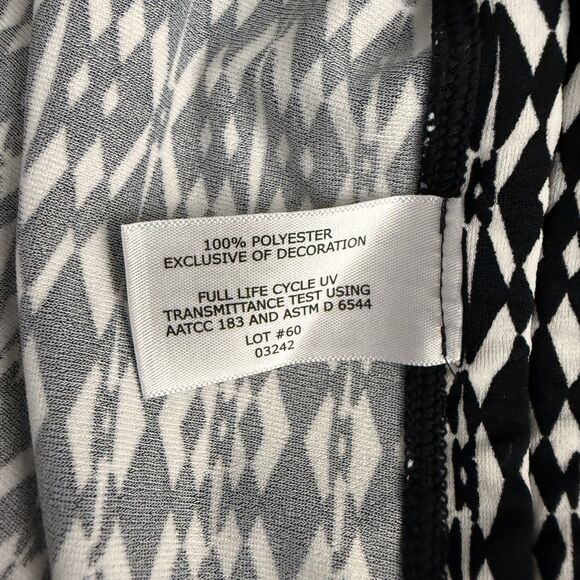 100% POLYESTER
EXCLUSIVE OF DECORATION
FULL LIFE CYCLE UV
TRANSMITTANCE TEST USING
AATCC 183 AND ASTM D 6544
LOT #60
03242